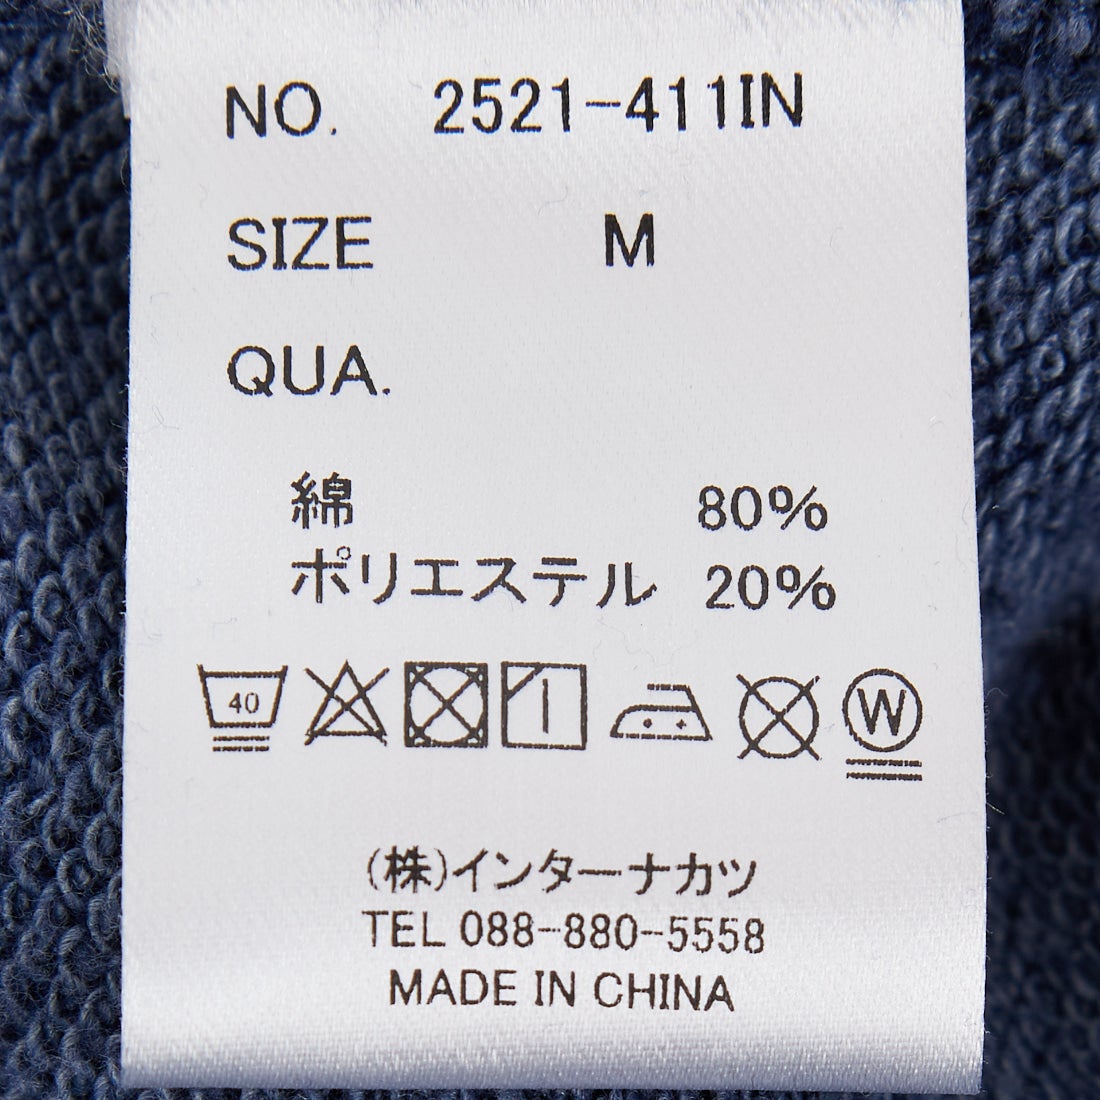 NO. 2521-411IN
SIZE M
QUA.
綿 80%
ポリエステル 20%
40
W
(株)インターナカツ
TEL 088-880-5558
MADE IN CHINA